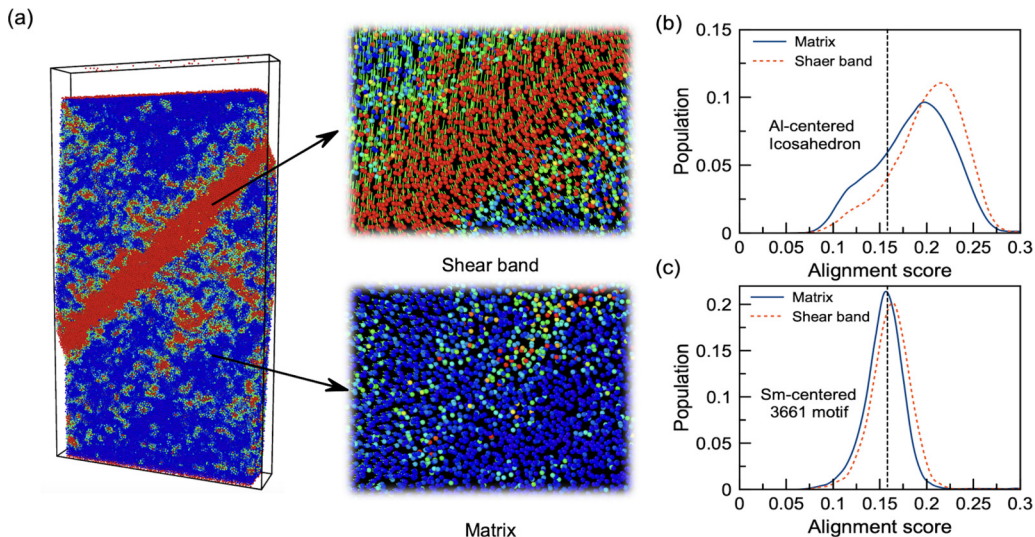 (a)
Shear band
Matrix
(b)
0.15
0.1
0.05
0
Population
Matrix
Shaer band
Al-centered
Icosahedron
0 0.05 0.1 0.15 0.2 0.25 0.3
Alignment score
(c)
0.2
0.15
0.1
0.05
0
Population
Matrix
Shear band
Sm-centered
3661 motif
0 0.05 0.1 0.15 0.2 0.25 0.3
Alignment score